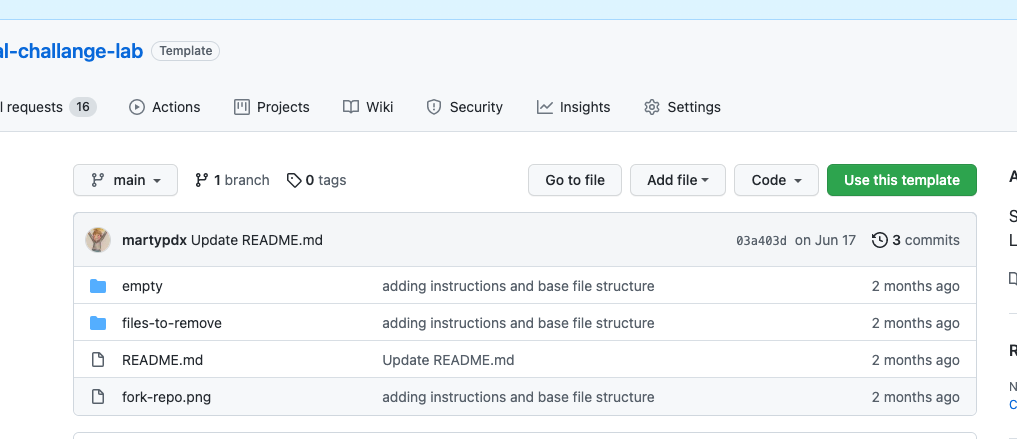 al-challange-lab Template
l requests 16 Actions Projects Wiki Security Insights Settings
main 1 branch 0 tags Go to file Add file Code Use this template
martypdx Update README.md 03a403d on Jun 17 3 commits
empty adding instructions and base file structure 2 months ago
files-to-remove adding instructions and base file structure 2 months ago
README.md Update README.md 2 months ago
fork-repo.png adding instructions and base file structure 2 months ago